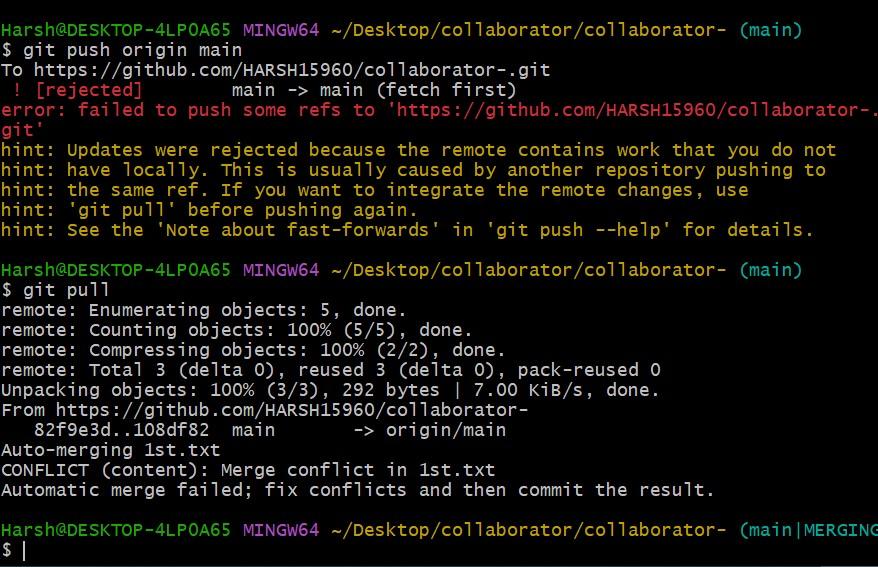 Harsh@DESKTOP-4LP0A65 MINGW64 ~/Desktop/collaborator/collaborator- (main)
$ git push origin main
To https://github.com/HARSH15960/collaborator-.git
 ! [rejected]        main -> main (fetch first)
error: failed to push some refs to 'https://github.com/HARSH15960/collaborator-.
git'
hint: Updates were rejected because the remote contains work that you do not
hint: have locally. This is usually caused by another repository pushing to
hint: the same ref. If you want to integrate the remote changes, use
hint: 'git pull' before pushing again.
hint: See the 'Note about fast-forwards' in 'git push --help' for details.
Harsh@DESKTOP-4LP0A65 MINGW64 ~/Desktop/collaborator/collaborator- (main)
$ git pull
remote: Enumerating objects: 5, done.
remote: Counting objects: 100% (5/5), done.
remote: Compressing objects: 100% (2/2), done.
remote: Total 3 (delta 0), reused 3 (delta 0), pack-reused 0
Unpacking objects: 100% (3/3), 292 bytes | 7.00 KiB/s, done.
From https://github.com/HARSH15960/collaborator-
   82f9e3d..108df82  main       -> origin/main
Auto-merging 1st.txt
CONFLICT (content): Merge conflict in 1st.txt
Automatic merge failed; fix conflicts and then commit the result.
Harsh@DESKTOP-4LP0A65 MINGW64 ~/Desktop/collaborator/collaborator- (main|MERGING
$